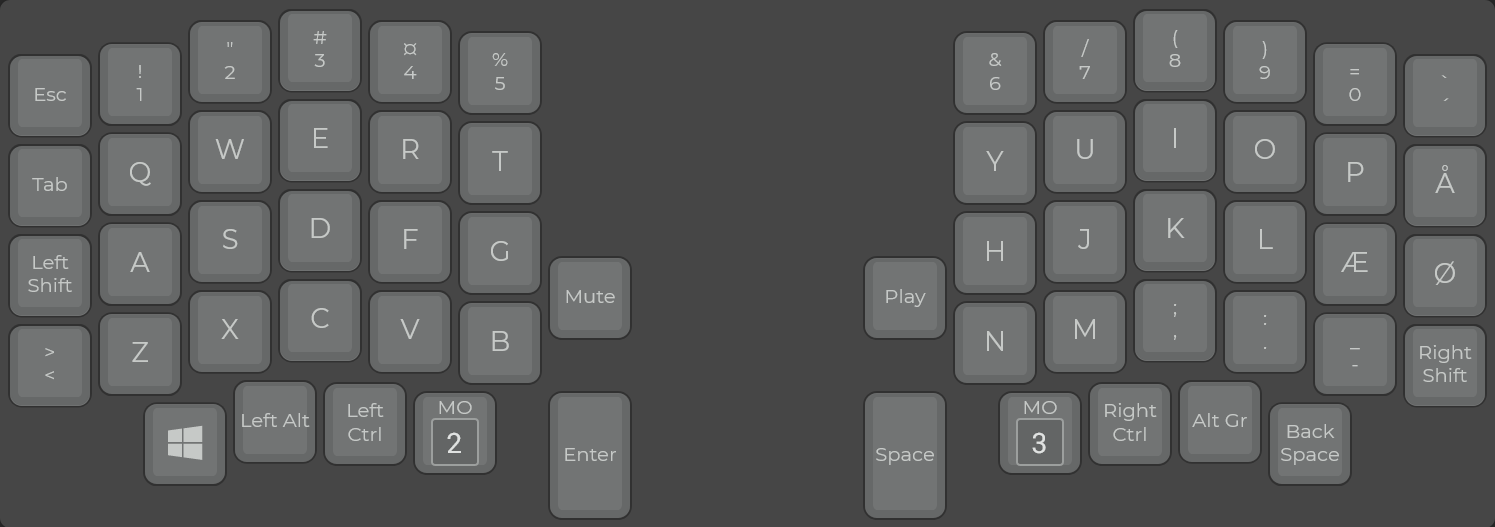 Esc
!
1
"
2
#
3
¤
4
%
5
&
6
/
7
(
8
)
9
=
0
`
´
Tab
Q
W
E
R
T
Y
U
I
O
P
Å
Left
Shift
A
S
D
F
G
Mute
Play
H
J
K
L
Æ
Ø
>
<
Z
X
C
V
B
N
M
;
,
:
.
_
-
Right
Shift
Left Alt
Left
Ctrl
MO
2
Enter
Space
MO
3
Right
Ctrl
Alt Gr
Back
Space